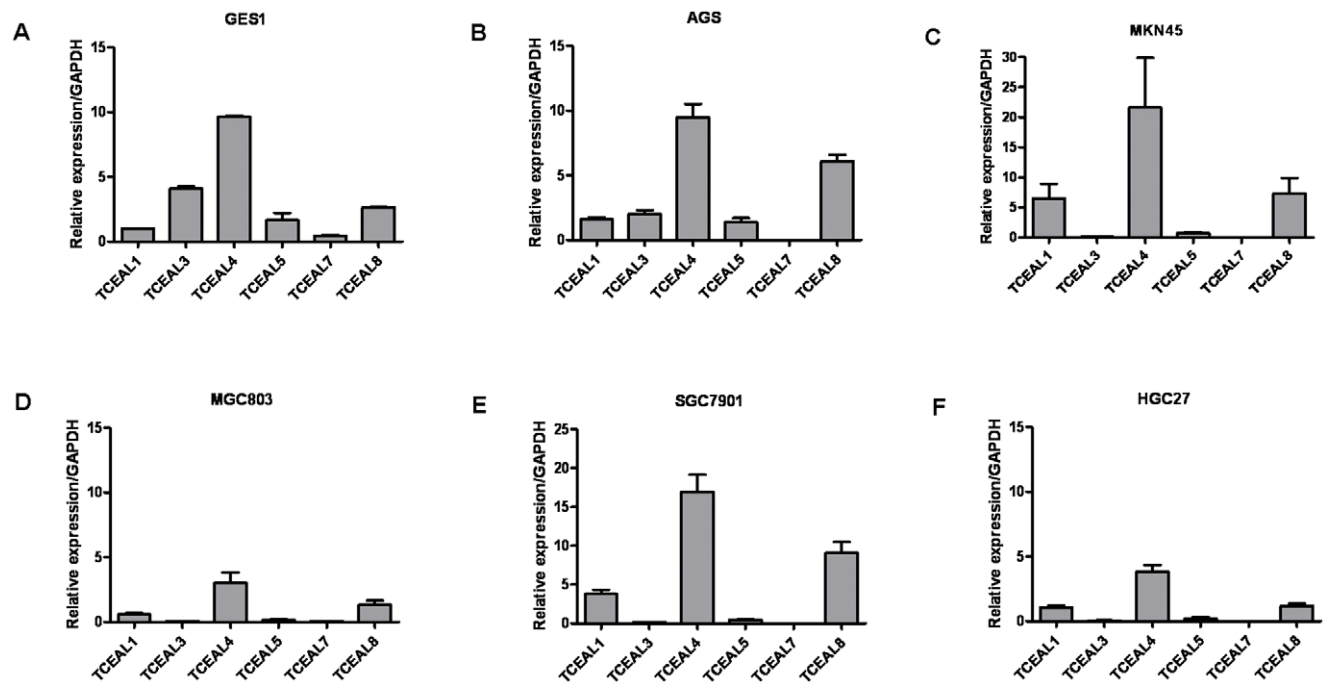 A
GES1
Relative expression/GAPDH
15
10
5
0
TCEAL1
TCEAL3
TCEAL4
TCEAL5
TCEAL7
TCEAL8
B
AGS
Relative expression/GAPDH
15
10
5
0
TCEAL1
TCEAL3
TCEAL4
TCEAL5
TCEAL7
TCEAL8
C
MKN45
Relative expression/GAPDH
30
25
20
15
10
5
0
TCEAL1
TCEAL3
TCEAL4
TCEAL5
TCEAL7
TCEAL8
D
MGC803
Relative expression/GAPDH
15
10
5
0
TCEAL1
TCEAL3
TCEAL4
TCEAL5
TCEAL7
TCEAL8
E
SGC7901
Relative expression/GAPDH
25
20
15
10
5
0
TCEAL1
TCEAL3
TCEAL4
TCEAL5
TCEAL7
TCEAL8
F
HGC27
Relative expression/GAPDH
15
10
5
0
TCEAL1
TCEAL3
TCEAL4
TCEAL5
TCEAL7
TCEAL8